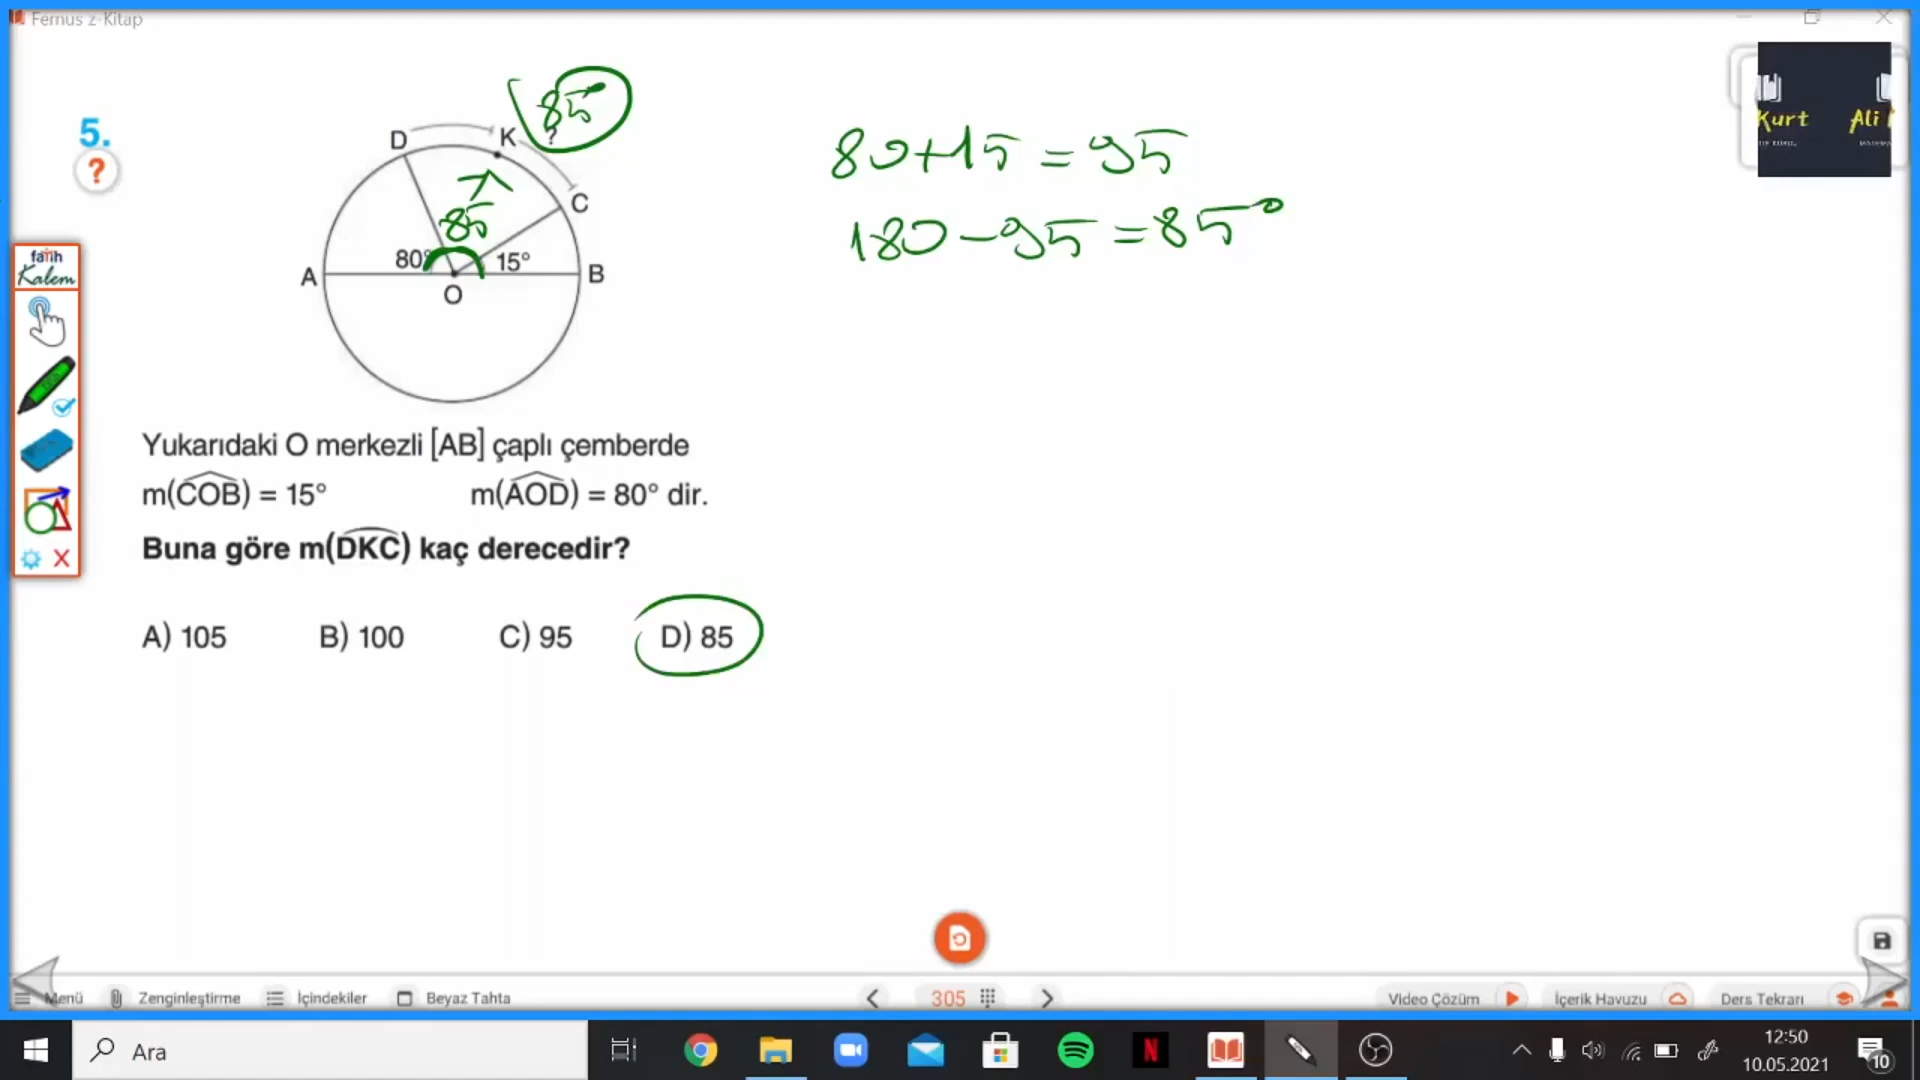 Fernus z-Kitap
5.
?
85°
D
K
?
C
85
80°
15°
A
B
O
80+15=95
180-95=85°
Kurt Ali
fatih
Kalem
Yukarıdaki O merkezli [AB] çaplı çemberde
m(COB) = 15° m(AOD) = 80° dir.
Buna göre m(DKC) kaç derecedir?
A) 105 B) 100 C) 95 D) 85
Menü Zenginleştirme İçindekiler Beyaz Tahta 305 Video Çözüm İçerik Havuzu Ders Tekrarı
Ara
12:50
10.05.2021
10